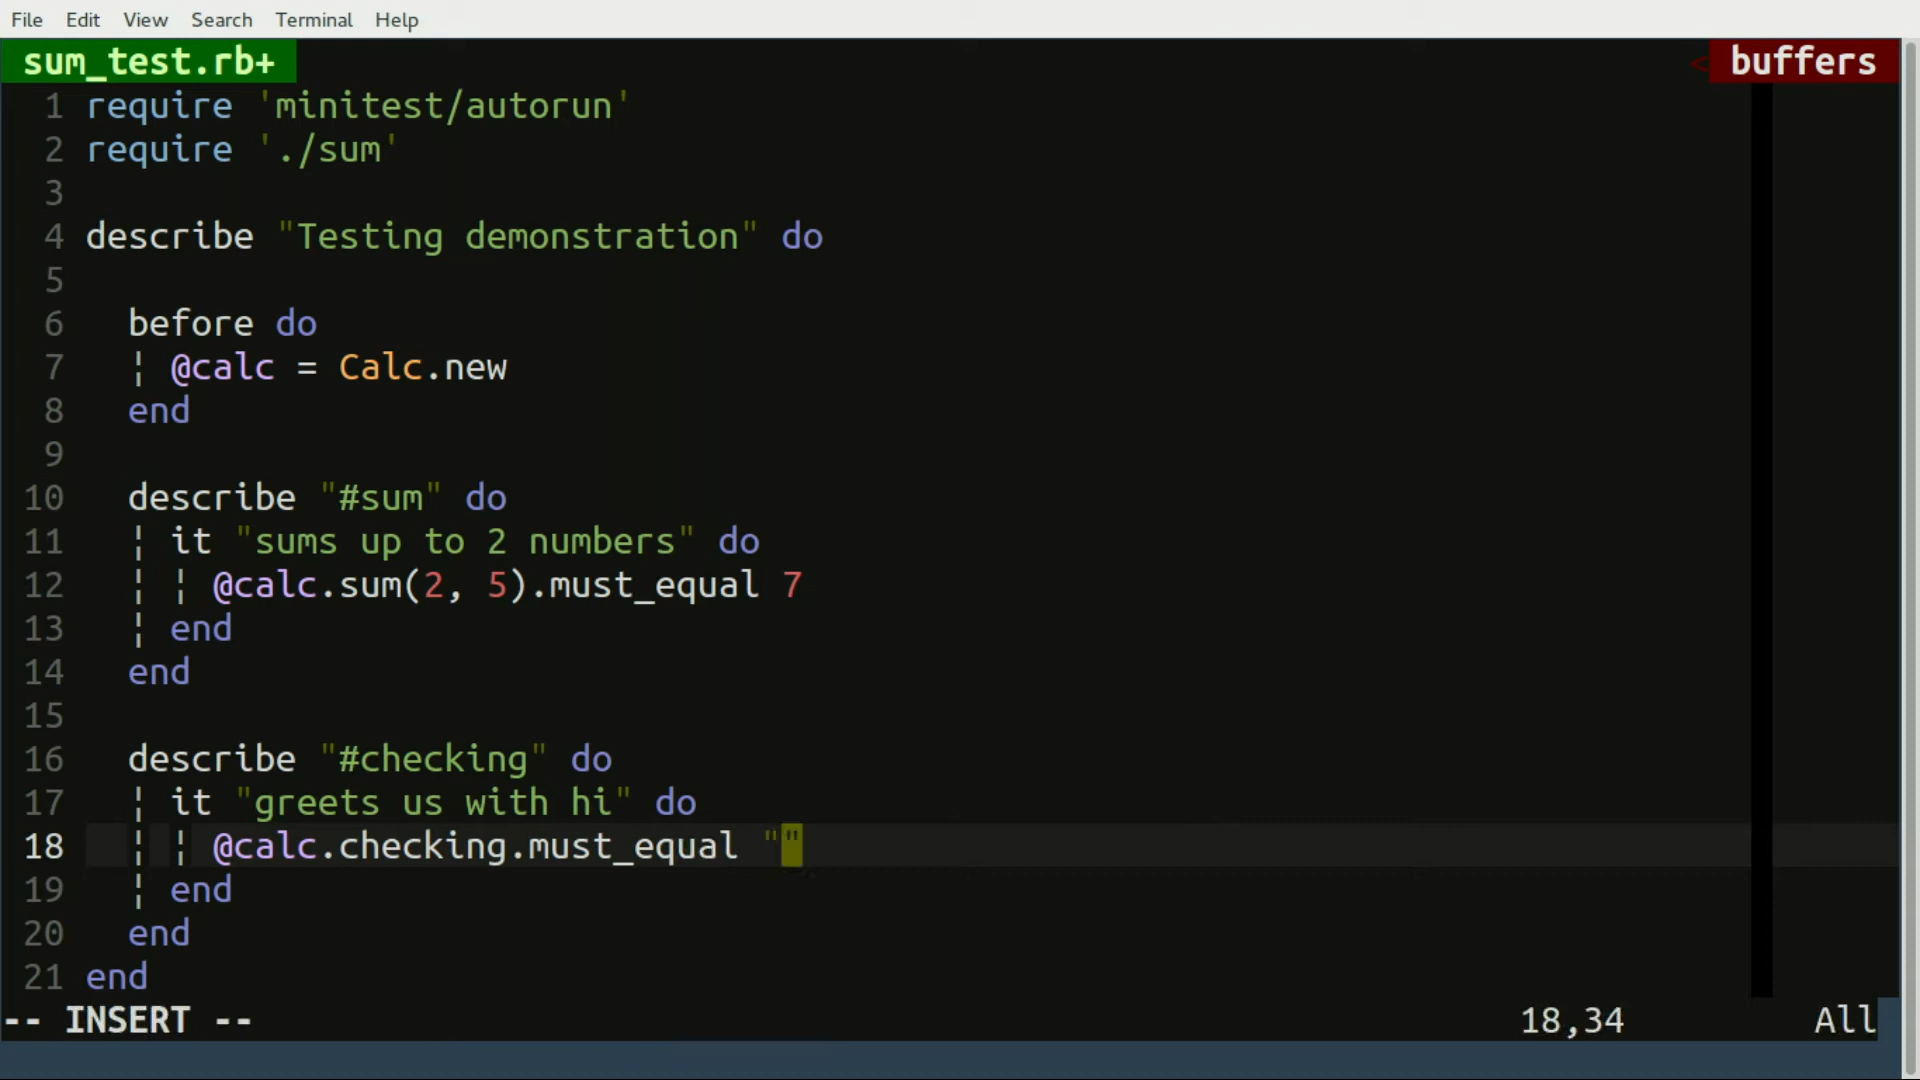 File Edit View Search Terminal Help
sum_test.rb+ < buffers
1 require 'minitest/autorun'
2 require './sum'
3
4 describe "Testing demonstration" do
5
6   before do
7   ¦ @calc = Calc.new
8   end
9
10   describe "#sum" do
11   ¦ it "sums up to 2 numbers" do
12   ¦ ¦ @calc.sum(2, 5).must_equal 7
13   ¦ end
14   end
15
16   describe "#checking" do
17   ¦ it "greets us with hi" do
18   ¦ ¦ @calc.checking.must_equal ""
19   ¦ end
20   end
21 end
-- INSERT -- 18,34 All